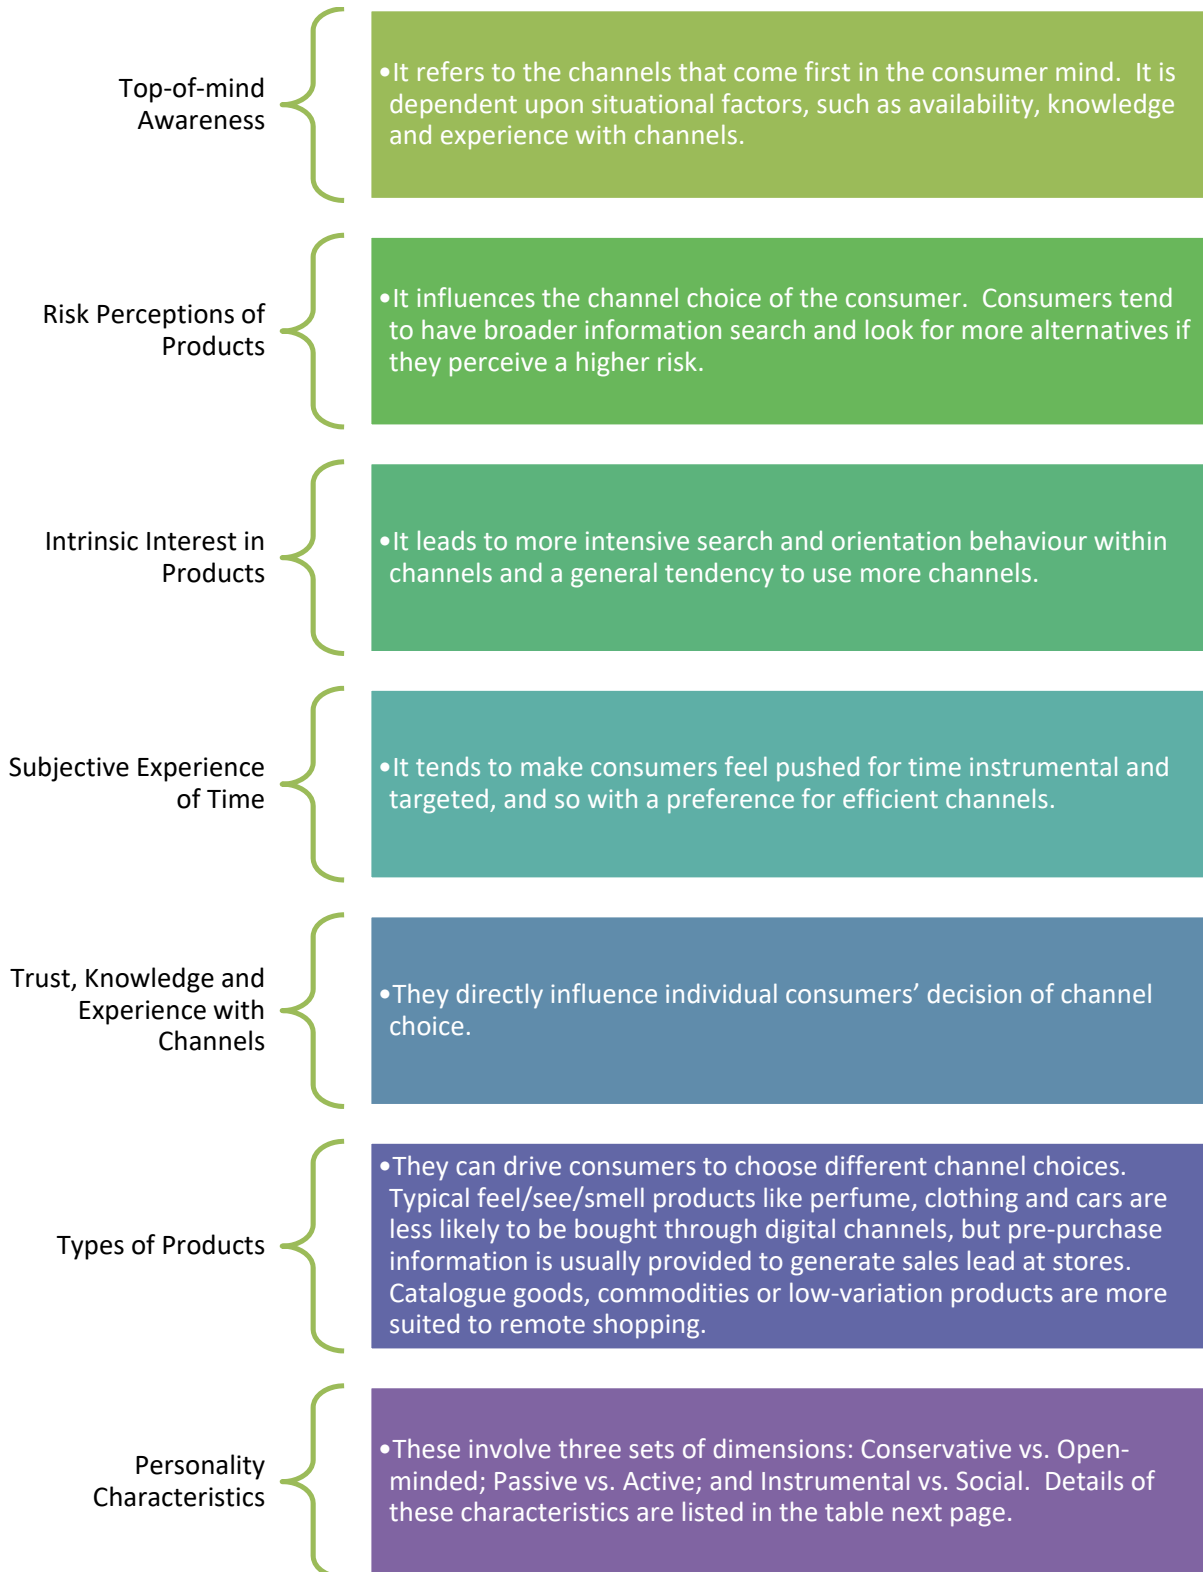 Top-of-mind
Awareness
•It refers to the channels that come first in the consumer mind.  It is
dependent upon situational factors, such as availability, knowledge
and experience with channels.
Risk Perceptions of
Products
•It influences the channel choice of the consumer.  Consumers tend
to have broader information search and look for more alternatives if
they perceive a higher risk.
Intrinsic Interest in
Products
•It leads to more intensive search and orientation behaviour within
channels and a general tendency to use more channels.
Subjective Experience
of Time
•It tends to make consumers feel pushed for time instrumental and
targeted, and so with a preference for efficient channels.
Trust, Knowledge and
Experience with
Channels
•They directly influence individual consumers’ decision of channel
choice.
Types of Products
•They can drive consumers to choose different channel choices.
Typical feel/see/smell products like perfume, clothing and cars are
less likely to be bought through digital channels, but pre-purchase
information is usually provided to generate sales lead at stores.
Catalogue goods, commodities or low-variation products are more
suited to remote shopping.
Personality
Characteristics
•These involve three sets of dimensions: Conservative vs. Open-
minded; Passive vs. Active; and Instrumental vs. Social.  Details of
these characteristics are listed in the table next page.